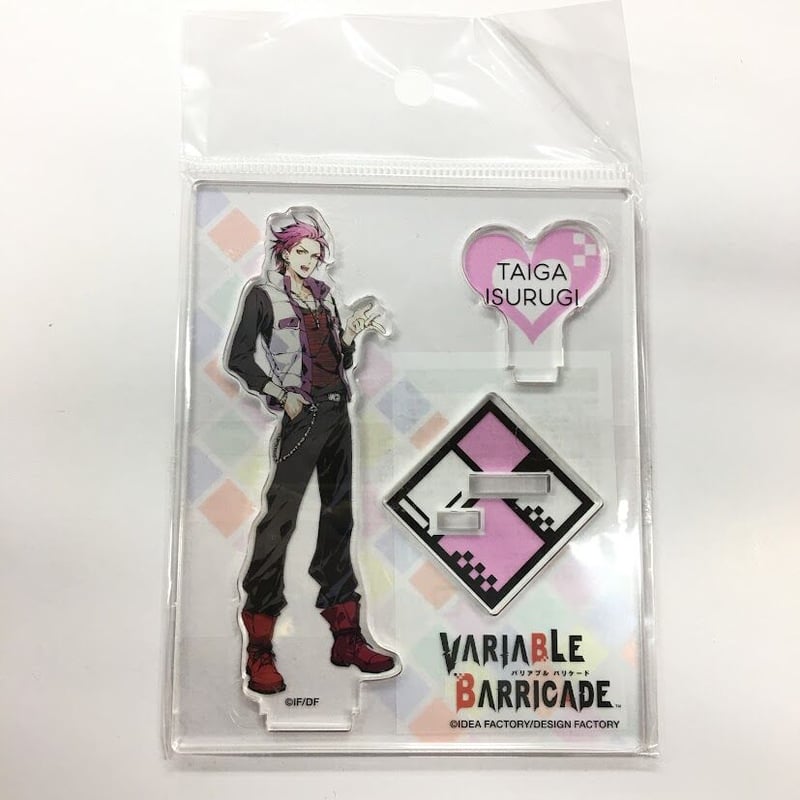 TAIGA
ISURUGI
©IF/DF
VARIABLE
バリアブル バリケード
BARRICADE™
©IDEA FACTORY/DESIGN FACTORY